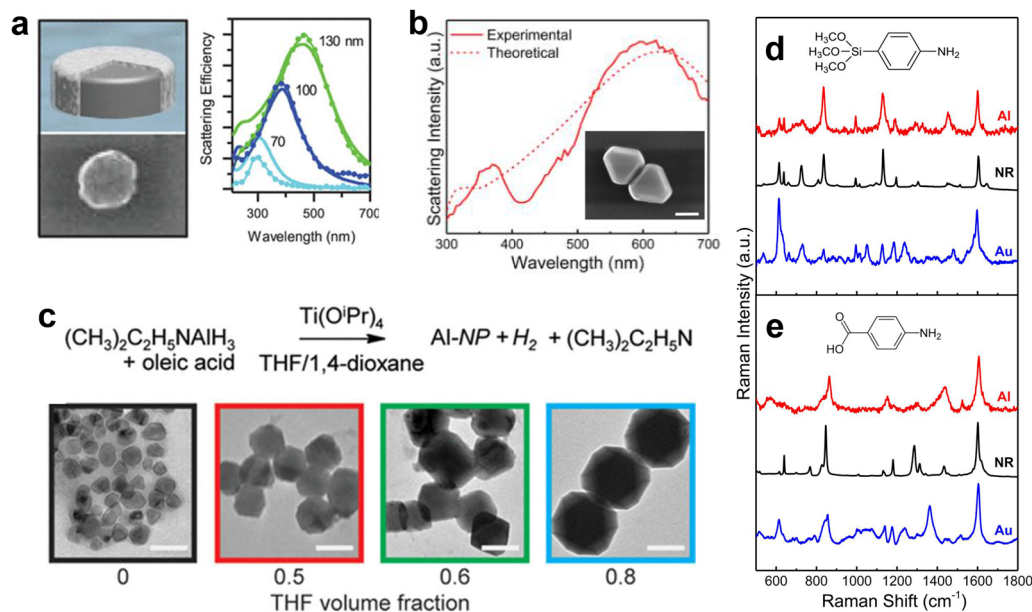 a
Scattering Efficiency
130 nm
100
70
300
500
700
Wavelength (nm)
b
Scattering Intensity (a.u.)
Experimental
Theoretical
300
400
500
600
700
Wavelength (nm)
c
(CH₃)₂C₂H₅NAlH₃
+ oleic acid
Ti(OⁱPr)₄
THF/1,4-dioxane
Al-NP + H₂ + (CH₃)₂C₂H₅N
0
0.5
0.6
0.8
THF volume fraction
Raman Intensity (a.u.)
d
H₃CO
H₃CO
H₃CO
Si
NH₂
Al
NR
Au
e
O
HO
NH₂
Al
NR
Au
600 800 1000 1200 1400 1600 1800
Raman Shift (cm⁻¹)